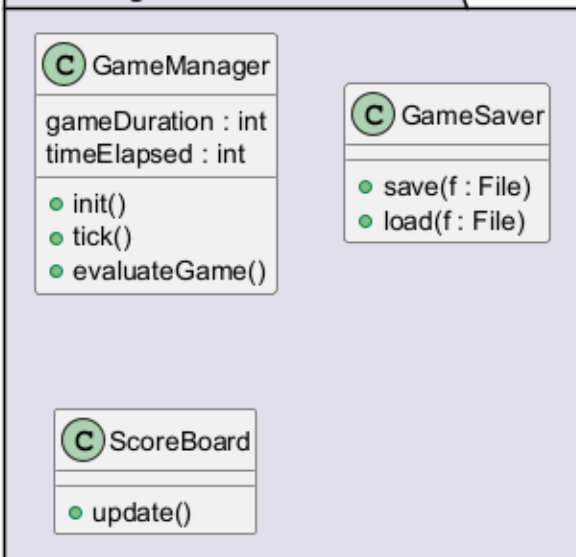 C GameManager
gameDuration : int
timeElapsed : int
init()
tick()
evaluateGame()
C GameSaver
save(f : File)
load(f : File)
C ScoreBoard
update()